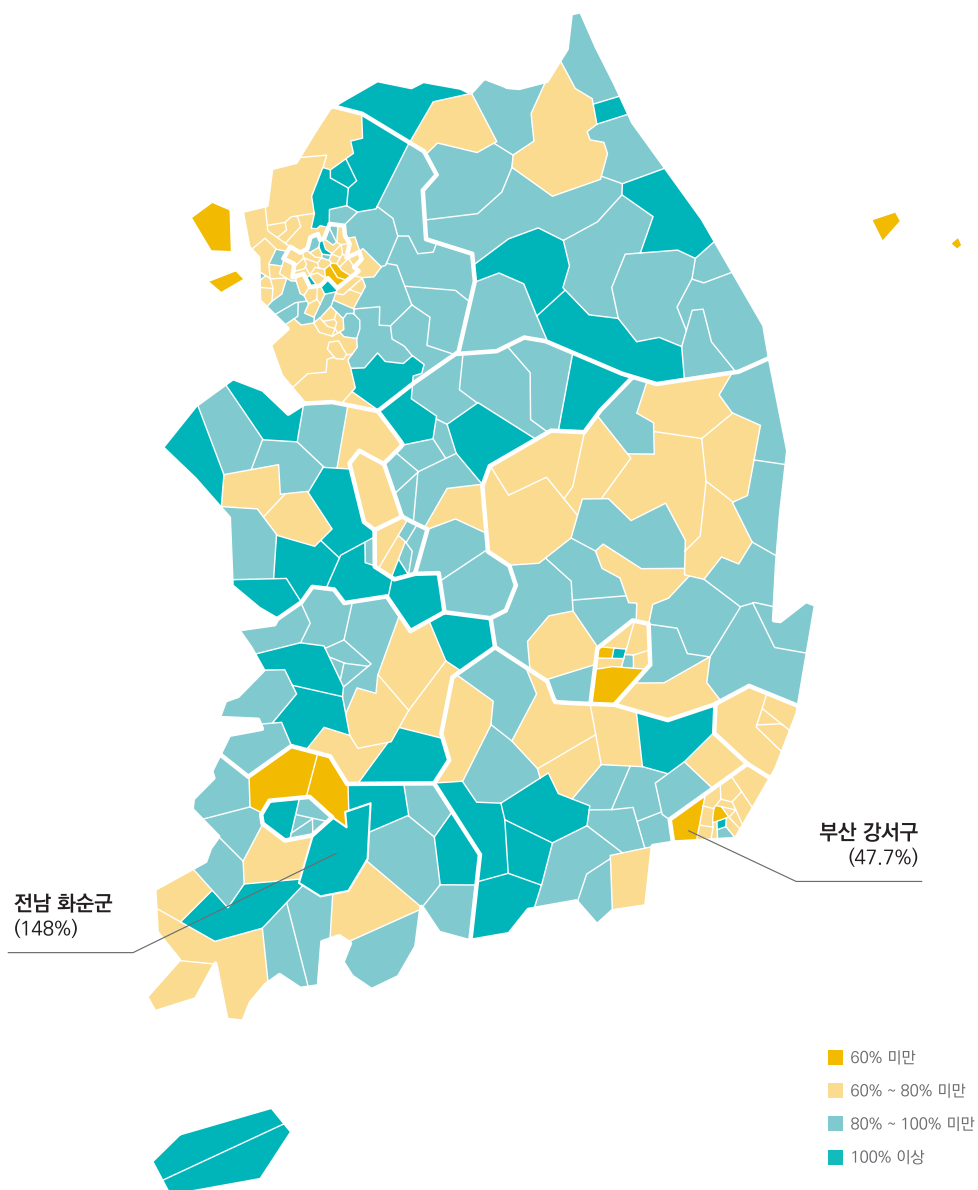 부산 강서구
(47.7%)
전남 화순군
(148%)
60% 미만
60% ~ 80% 미만
80% ~ 100% 미만
100% 이상